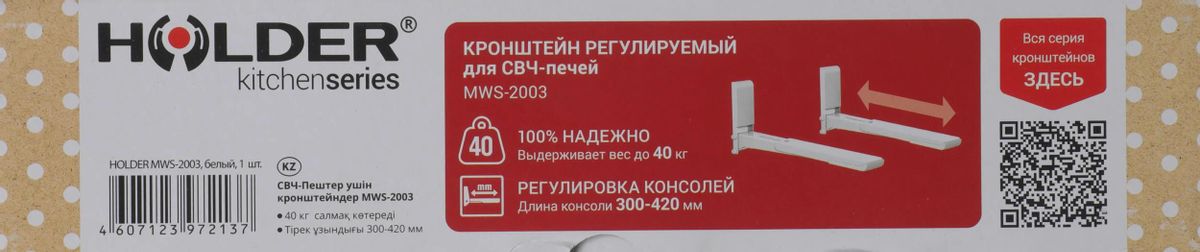 HOLDER®
kitchenseries
HOLDER MWS-2003, белый, 1 шт.
4 607123 972137
KZ
СВЧ-Пештер ушін
кронштейндер MWS-2003
• 40 кг салмақ көтереді
• Тірек ұзындығы 300-420 мм
КРОНШТЕЙН РЕГУЛИРУЕМЫЙ
для СВЧ-печей
MWS-2003
40
100% НАДЕЖНО
Выдерживает вес до 40 кг
mm
РЕГУЛИРОВКА КОНСОЛЕЙ
Длина консоли 300-420 мм
Вся серия
кронштейнов
ЗДЕСЬ